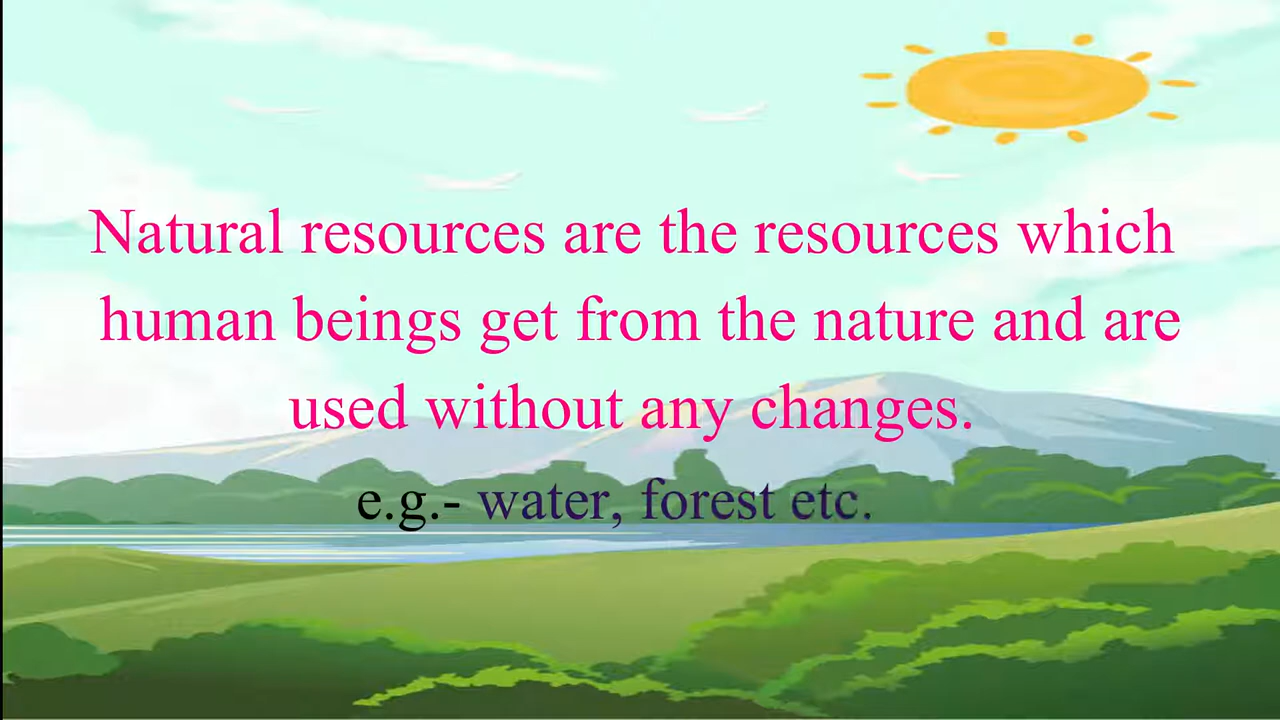 Natural resources are the resources which
human beings get from the nature and are
used without any changes.
e.g.- water, forest etc.